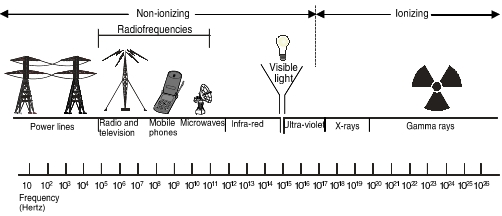 Non-ionizing Ionizing
Radiofrequencies
Visible
light
Power lines Radio and
television Mobile
phones Microwaves Infra-red Ultra-violet X-rays Gamma rays
10 10² 10³ 10⁴ 10⁵ 10⁶ 10⁷ 10⁸ 10⁹ 10¹⁰ 10¹¹ 10¹² 10¹³ 10¹⁴ 10¹⁵ 10¹⁶ 10¹⁷ 10¹⁸ 10¹⁹ 10²⁰ 10²¹ 10²² 10²³ 10²⁴ 10²⁵ 10²⁶
Frequency
(Hertz)